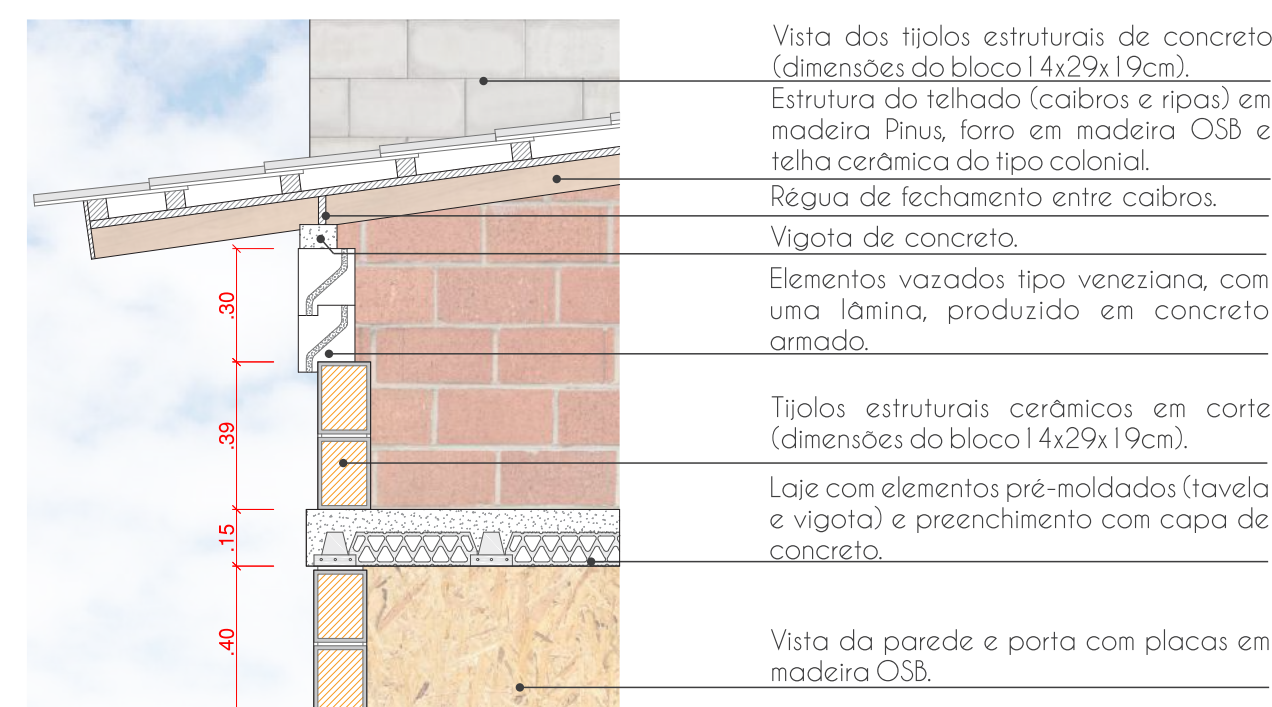 Vista dos tijolos estruturais de concreto
(dimensões do bloco14x29x19cm).
Estrutura do telhado (caibros e ripas) em
madeira Pinus, forro em madeira OSB e
telha cerâmica do tipo colonial.
Régua de fechamento entre caibros.
Vigota de concreto.
Elementos vazados tipo veneziana, com
uma lâmina, produzido em concreto
armado.
Tijolos estruturais cerâmicos em corte
(dimensões do bloco14x29x19cm).
Laje com elementos pré-moldados (tavela
e vigota) e preenchimento com capa de
concreto.
Vista da parede e porta com placas em
madeira OSB.
.30
.39
.15
.40